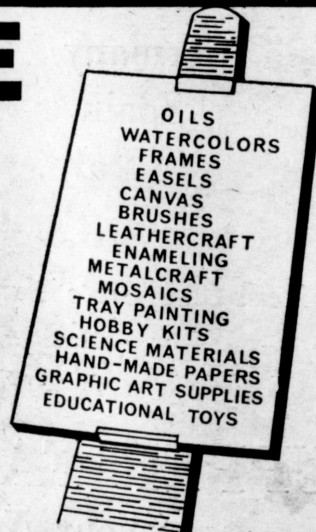 OILS
WATERCOLORS
FRAMES
EASELS
CANVAS
BRUSHES
LEATHERCRAFT
ENAMELING
METALCRAFT
MOSAICS
TRAY PAINTING
HOBBY KITS
SCIENCE MATERIALS
HAND-MADE PAPERS
GRAPHIC ART SUPPLIES
EDUCATIONAL TOYS